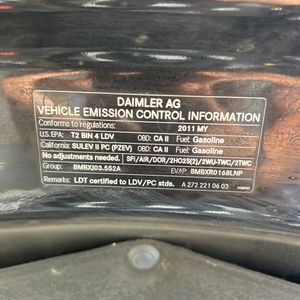 DAIMLER AG
VEHICLE EMISSION CONTROL INFORMATION
Conforms to regulations: 2011 MY
U.S. EPA: T2 BIN 4 LDV OBD: CA II Fuel: Gasoline
California: SULEV II PC (PZEV) OBD: CA II Fuel: Gasoline
No adjustments needed. SFI/AIR/DOR/2HO2S(2)/2WU-TWC/2TWC
Group: BMBXJ03.5S2A EVAP: BMBXR0168LNP
Remarks: LDT certified to LDV/PC stds. A 272 221 06 03